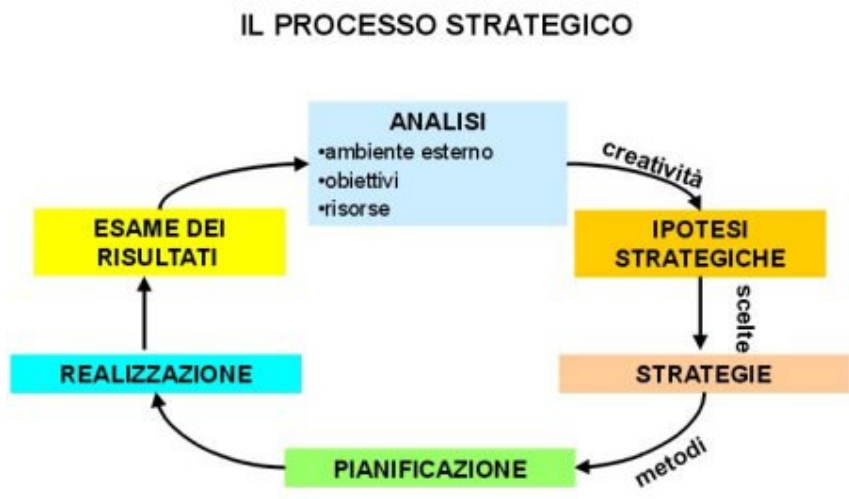 IL PROCESSO STRATEGICO
ANALISI
•ambiente esterno
•obiettivi
•risorse
creatività
IPOTESI
STRATEGICHE
scelte
STRATEGIE
metodi
PIANIFICAZIONE
REALIZZAZIONE
ESAME DEI
RISULTATI